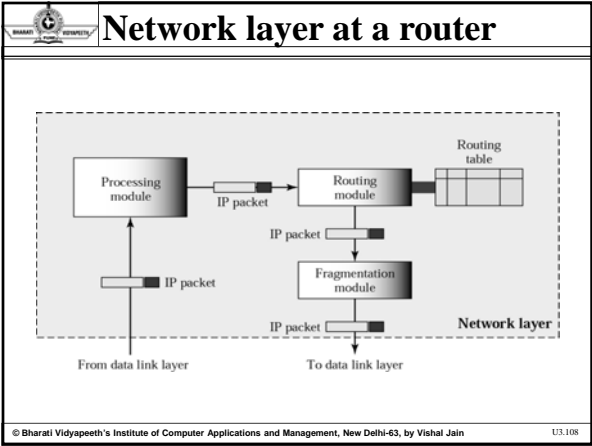 BHARATI
VIDYAPEETH
Network layer at a router
Routing
table
Processing
module
IP packet
Routing
module
IP packet
IP packet
Fragmentation
module
IP packet
Network layer
From data link layer
To data link layer
© Bharati Vidyapeeth's Institute of Computer Applications and Management, New Delhi-63, by Vishal Jain
U3.108